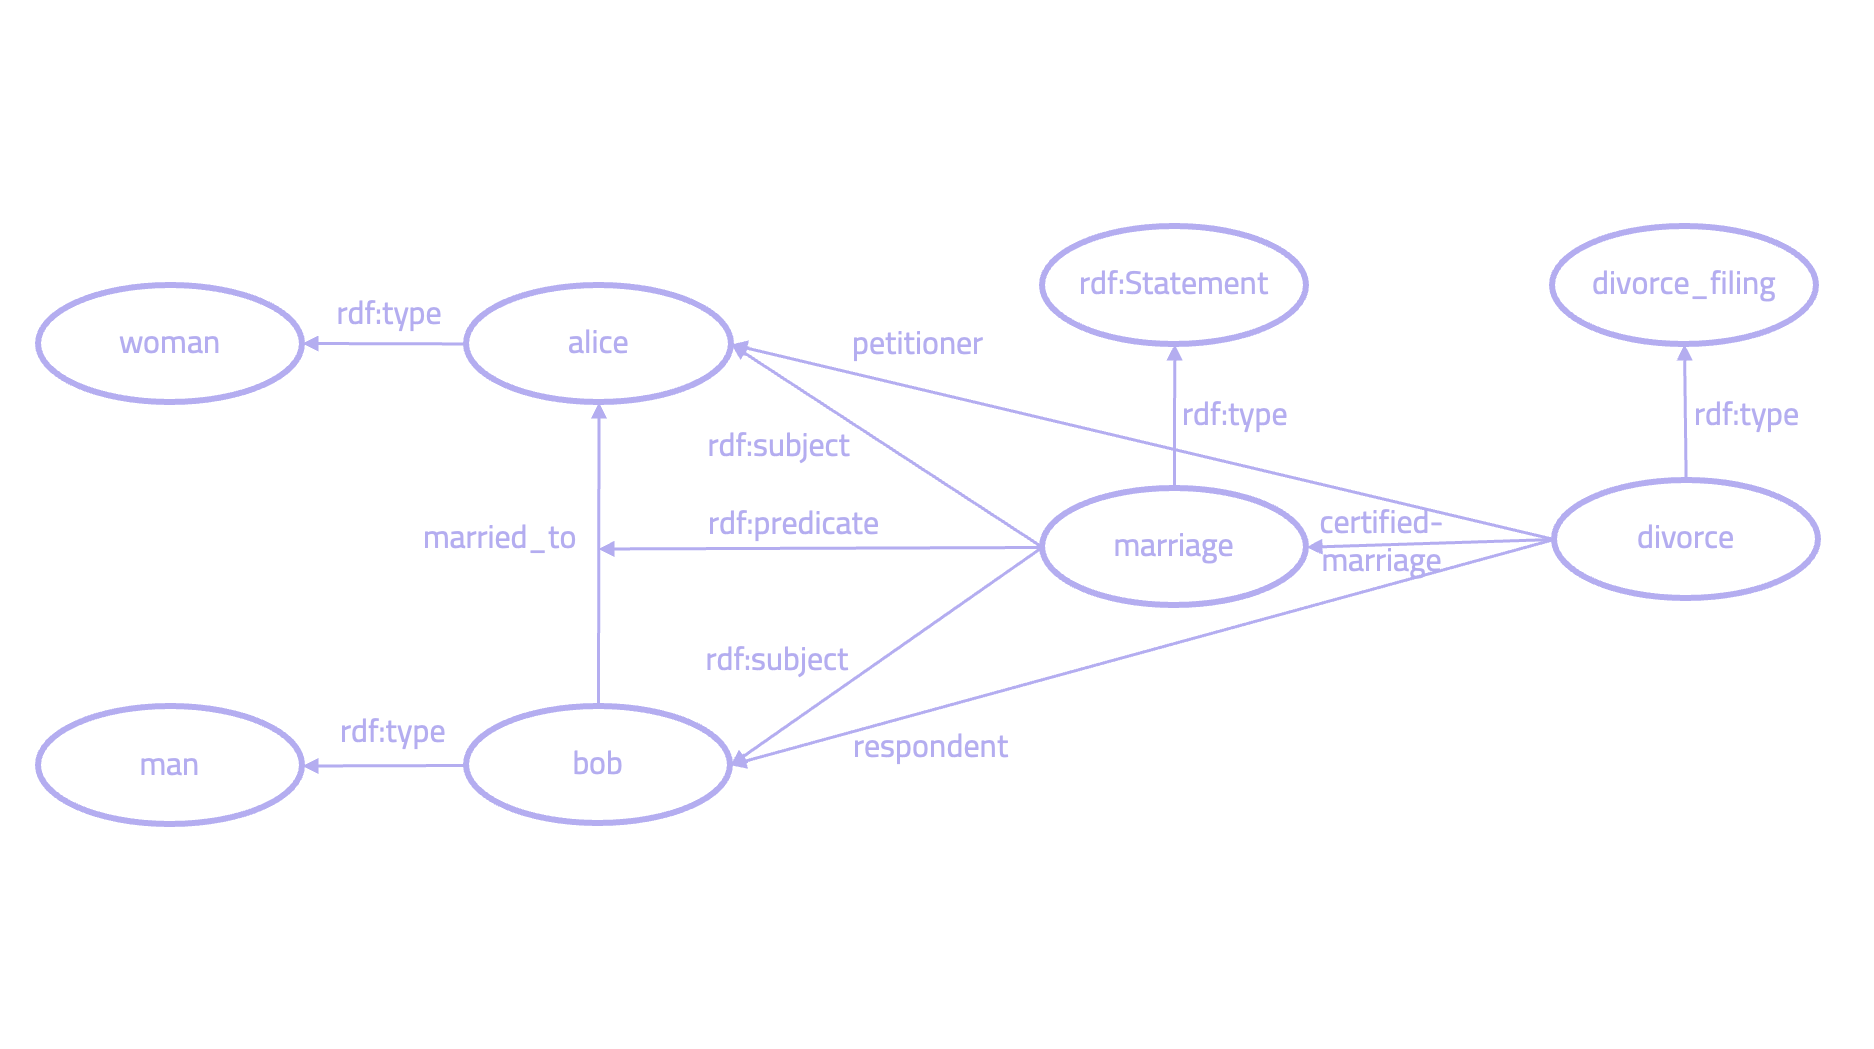 rdf:Statement
divorce_filing
woman
rdf:type
alice
petitioner
rdf:type
rdf:type
rdf:subject
married_to
rdf:predicate
marriage
certified-
marriage
divorce
rdf:subject
man
rdf:type
bob
respondent